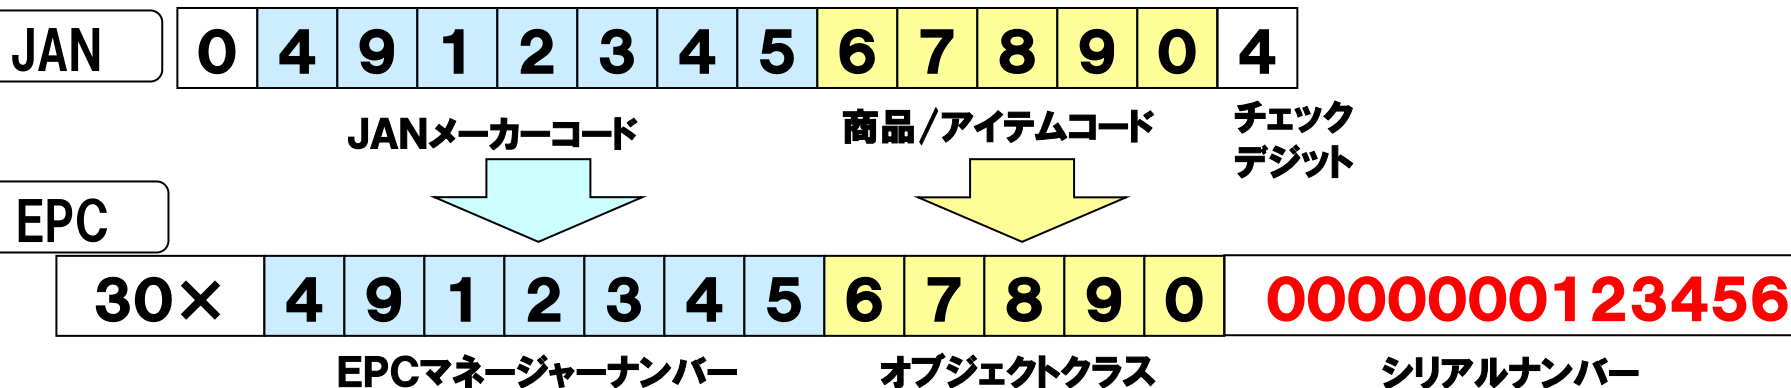 JAN
0 4 9 1 2 3 4 5 6 7 8 9 0 4
JANメーカーコード
商品/アイテムコード
チェック
デジット
EPC
30× 4 9 1 2 3 4 5 6 7 8 9 0 0000000123456
EPCマネージャーナンバー
オブジェクトクラス
シリアルナンバー